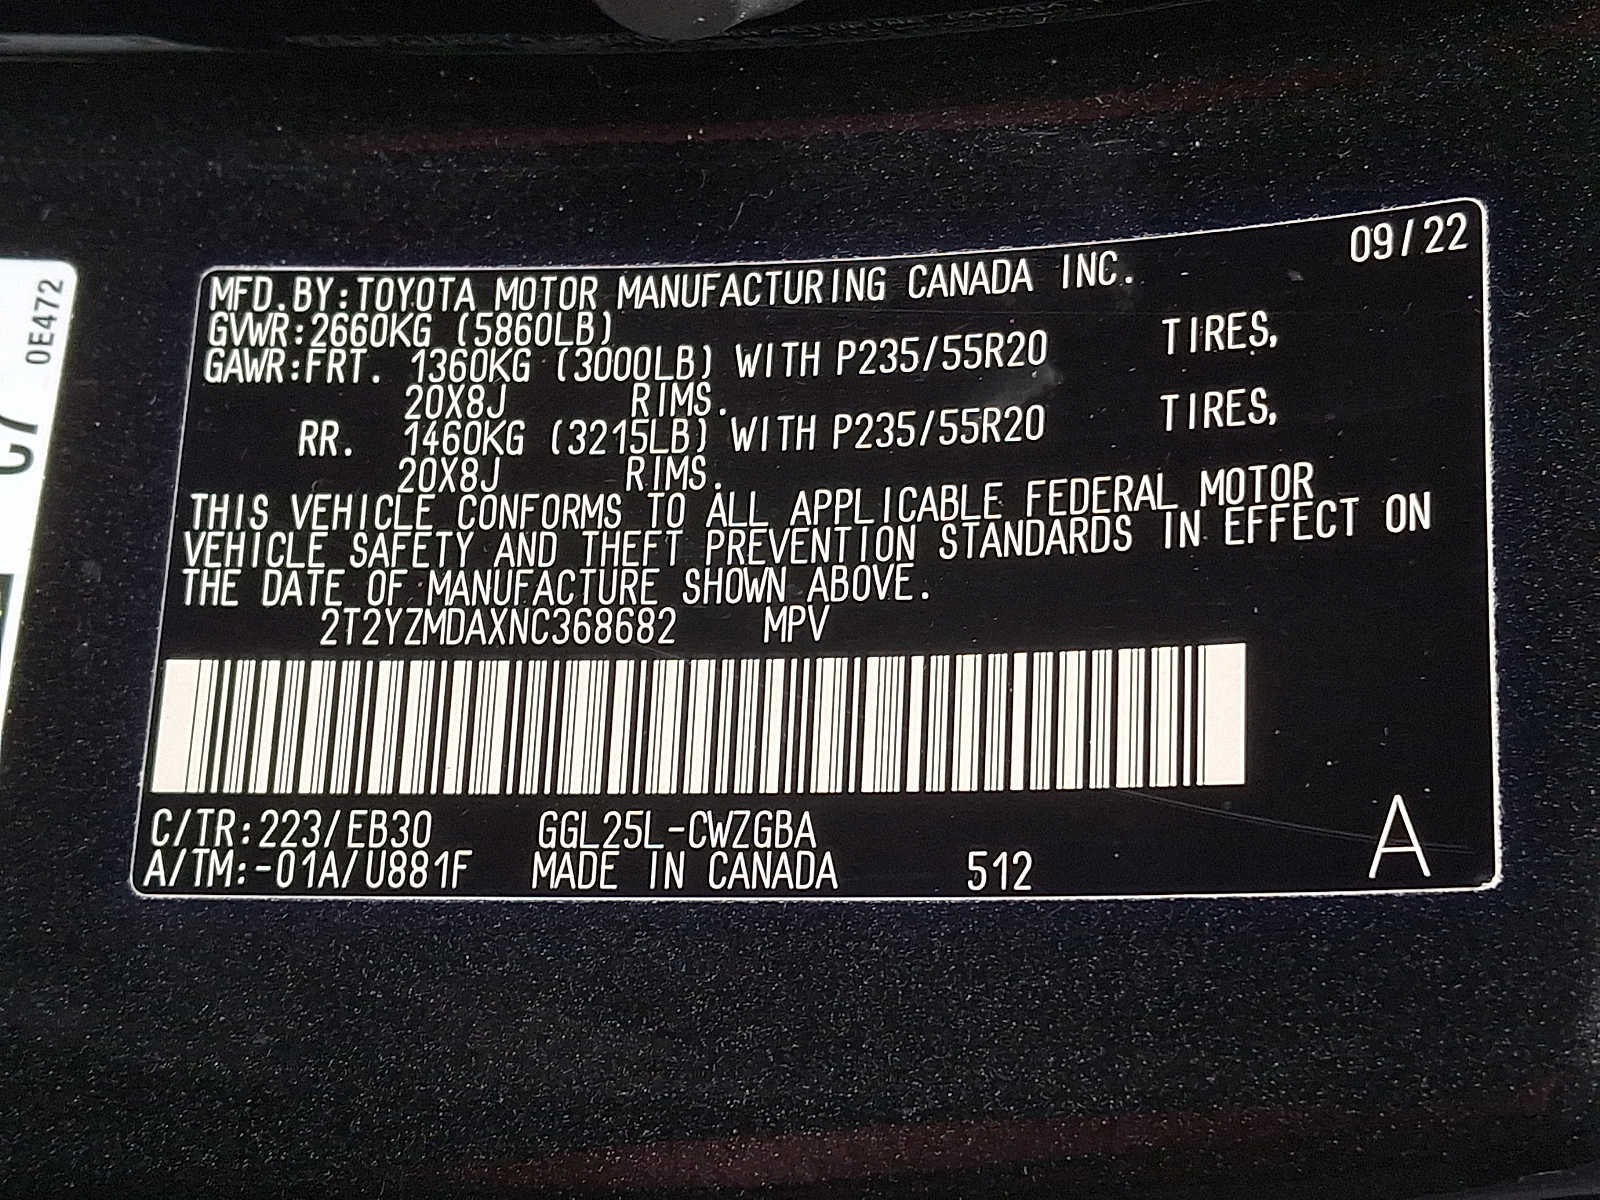 09/22
MFD.BY:TOYOTA MOTOR MANUFACTURING CANADA INC.
GVWR:2660KG (5860LB)
GAWR:FRT. 1360KG (3000LB) WITH P235/55R20 TIRES,
20X8J RIMS.
RR. 1460KG (3215LB) WITH P235/55R20 TIRES,
20X8J RIMS.
THIS VEHICLE CONFORMS TO ALL APPLICABLE FEDERAL MOTOR
VEHICLE SAFETY AND THEFT PREVENTION STANDARDS IN EFFECT ON
THE DATE OF MANUFACTURE SHOWN ABOVE.
2T2YZMDAXNC368682 MPV
C/TR:223/EB30 GGL25L-CWZGBA
A/TM:-01A/U881F MADE IN CANADA 512 A
0E472